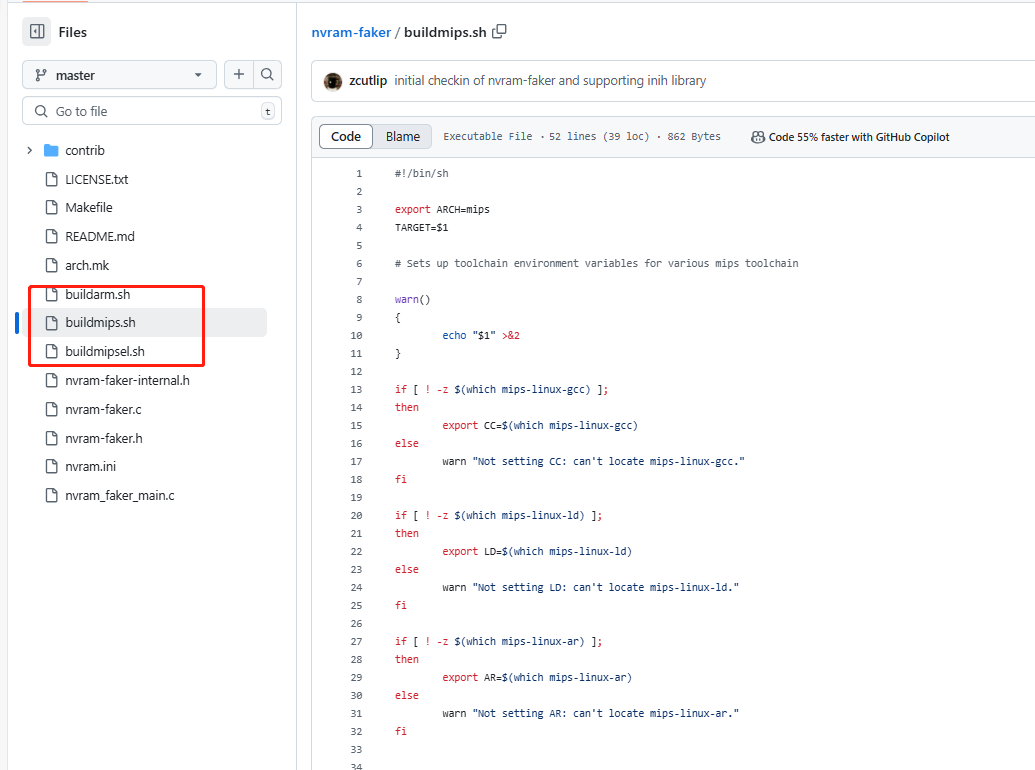 Files
master
Go to file
t
contrib
LICENSE.txt
Makefile
README.md
arch.mk
buildarm.sh
buildmips.sh
buildmipsel.sh
nvram-faker-internal.h
nvram-faker.c
nvram-faker.h
nvram.ini
nvram_faker_main.c
nvram-faker / buildmips.sh
zcutlip initial checkin of nvram-faker and supporting inih library
Code Blame Executable File · 52 lines (39 loc) · 862 Bytes Code 55% faster with GitHub Copilot
1 #!/bin/sh
2
3 export ARCH=mips
4 TARGET=$1
5
6 # Sets up toolchain environment variables for various mips toolchain
7
8 warn()
9 {
10 echo "$1" >&2
11 }
12
13 if [ ! -z $(which mips-linux-gcc) ];
14 then
15 export CC=$(which mips-linux-gcc)
16 else
17 warn "Not setting CC: can't locate mips-linux-gcc."
18 fi
19
20 if [ ! -z $(which mips-linux-ld) ];
21 then
22 export LD=$(which mips-linux-ld)
23 else
24 warn "Not setting LD: can't locate mips-linux-ld."
25 fi
26
27 if [ ! -z $(which mips-linux-ar) ];
28 then
29 export AR=$(which mips-linux-ar)
30 else
31 warn "Not setting AR: can't locate mips-linux-ar."
32 fi
33
34